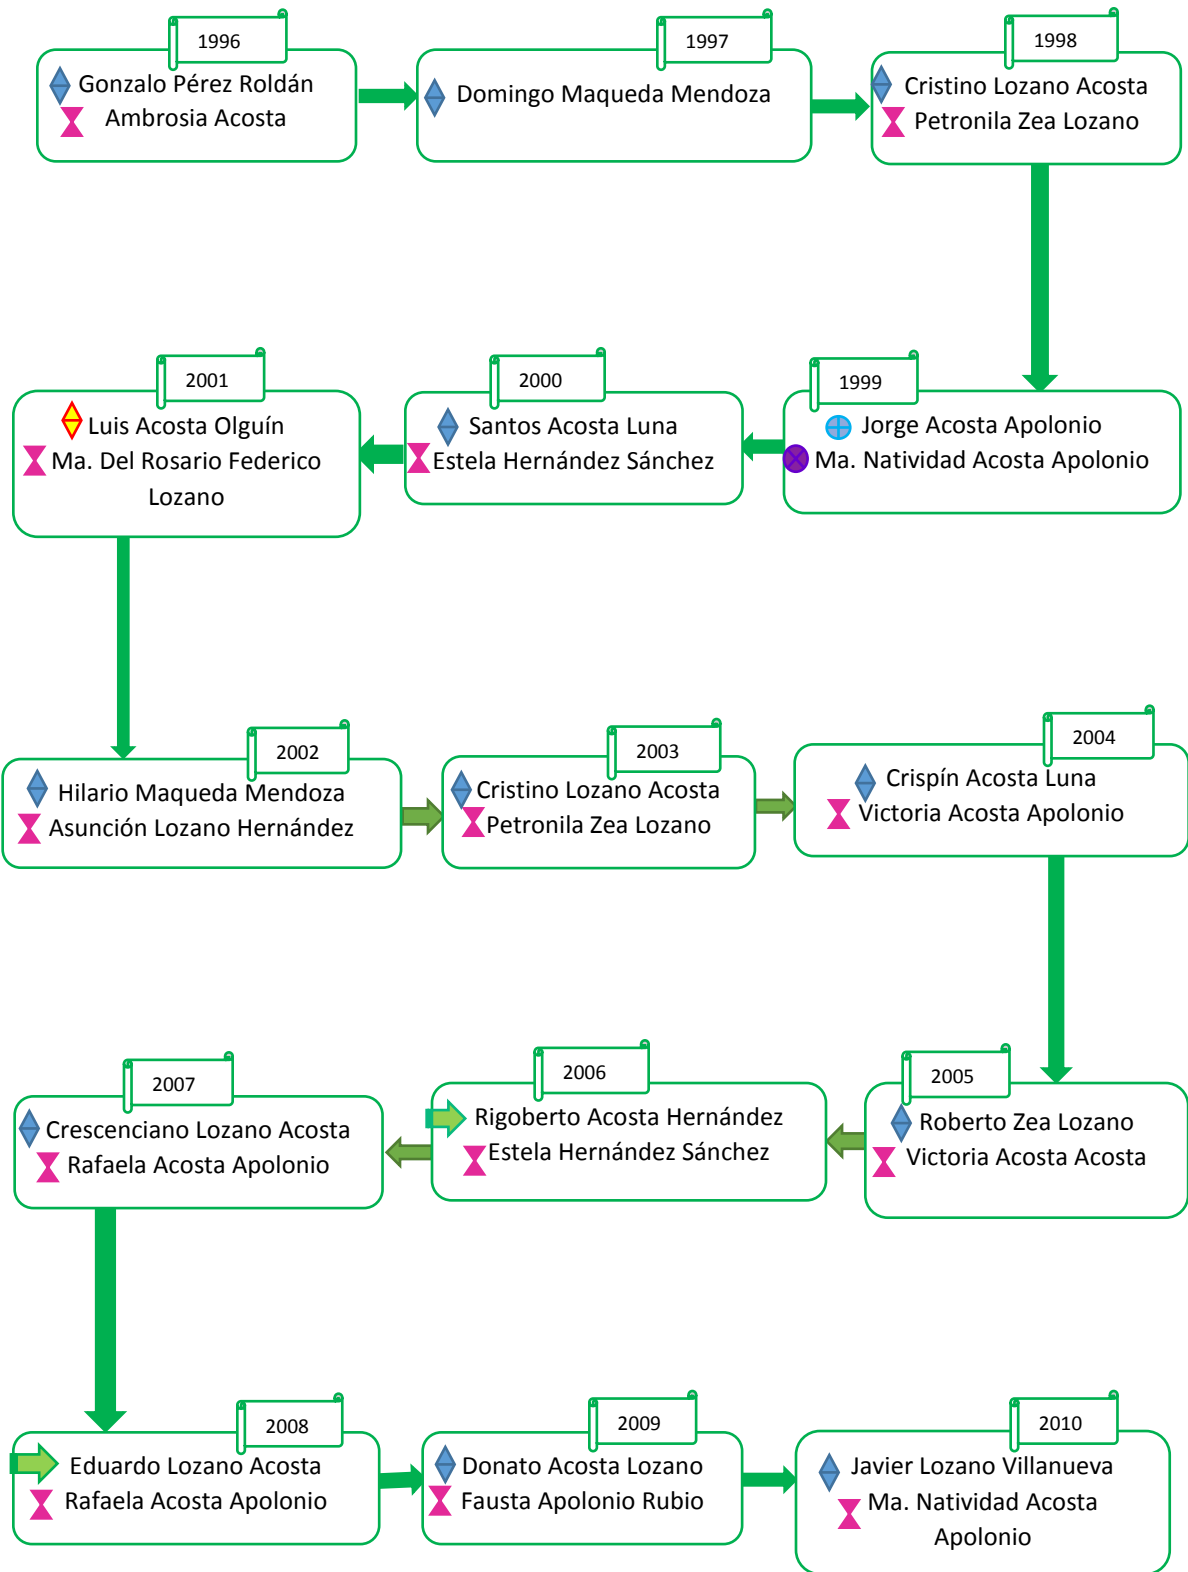 1996
Gonzalo Pérez Roldán
Ambrosia Acosta
1997
Domingo Maqueda Mendoza
1998
Cristino Lozano Acosta
Petronila Zea Lozano
1999
Jorge Acosta Apolonio
Ma. Natividad Acosta Apolonio
2000
Santos Acosta Luna
Estela Hernández Sánchez
2001
Luis Acosta Olguín
Ma. Del Rosario Federico
Lozano
2002
Hilario Maqueda Mendoza
Asunción Lozano Hernández
2003
Cristino Lozano Acosta
Petronila Zea Lozano
2004
Crispín Acosta Luna
Victoria Acosta Apolonio
2005
Roberto Zea Lozano
Victoria Acosta Acosta
2006
Rigoberto Acosta Hernández
Estela Hernández Sánchez
2007
Crescenciano Lozano Acosta
Rafaela Acosta Apolonio
2008
Eduardo Lozano Acosta
Rafaela Acosta Apolonio
2009
Donato Acosta Lozano
Fausta Apolonio Rubio
2010
Javier Lozano Villanueva
Ma. Natividad Acosta
Apolonio